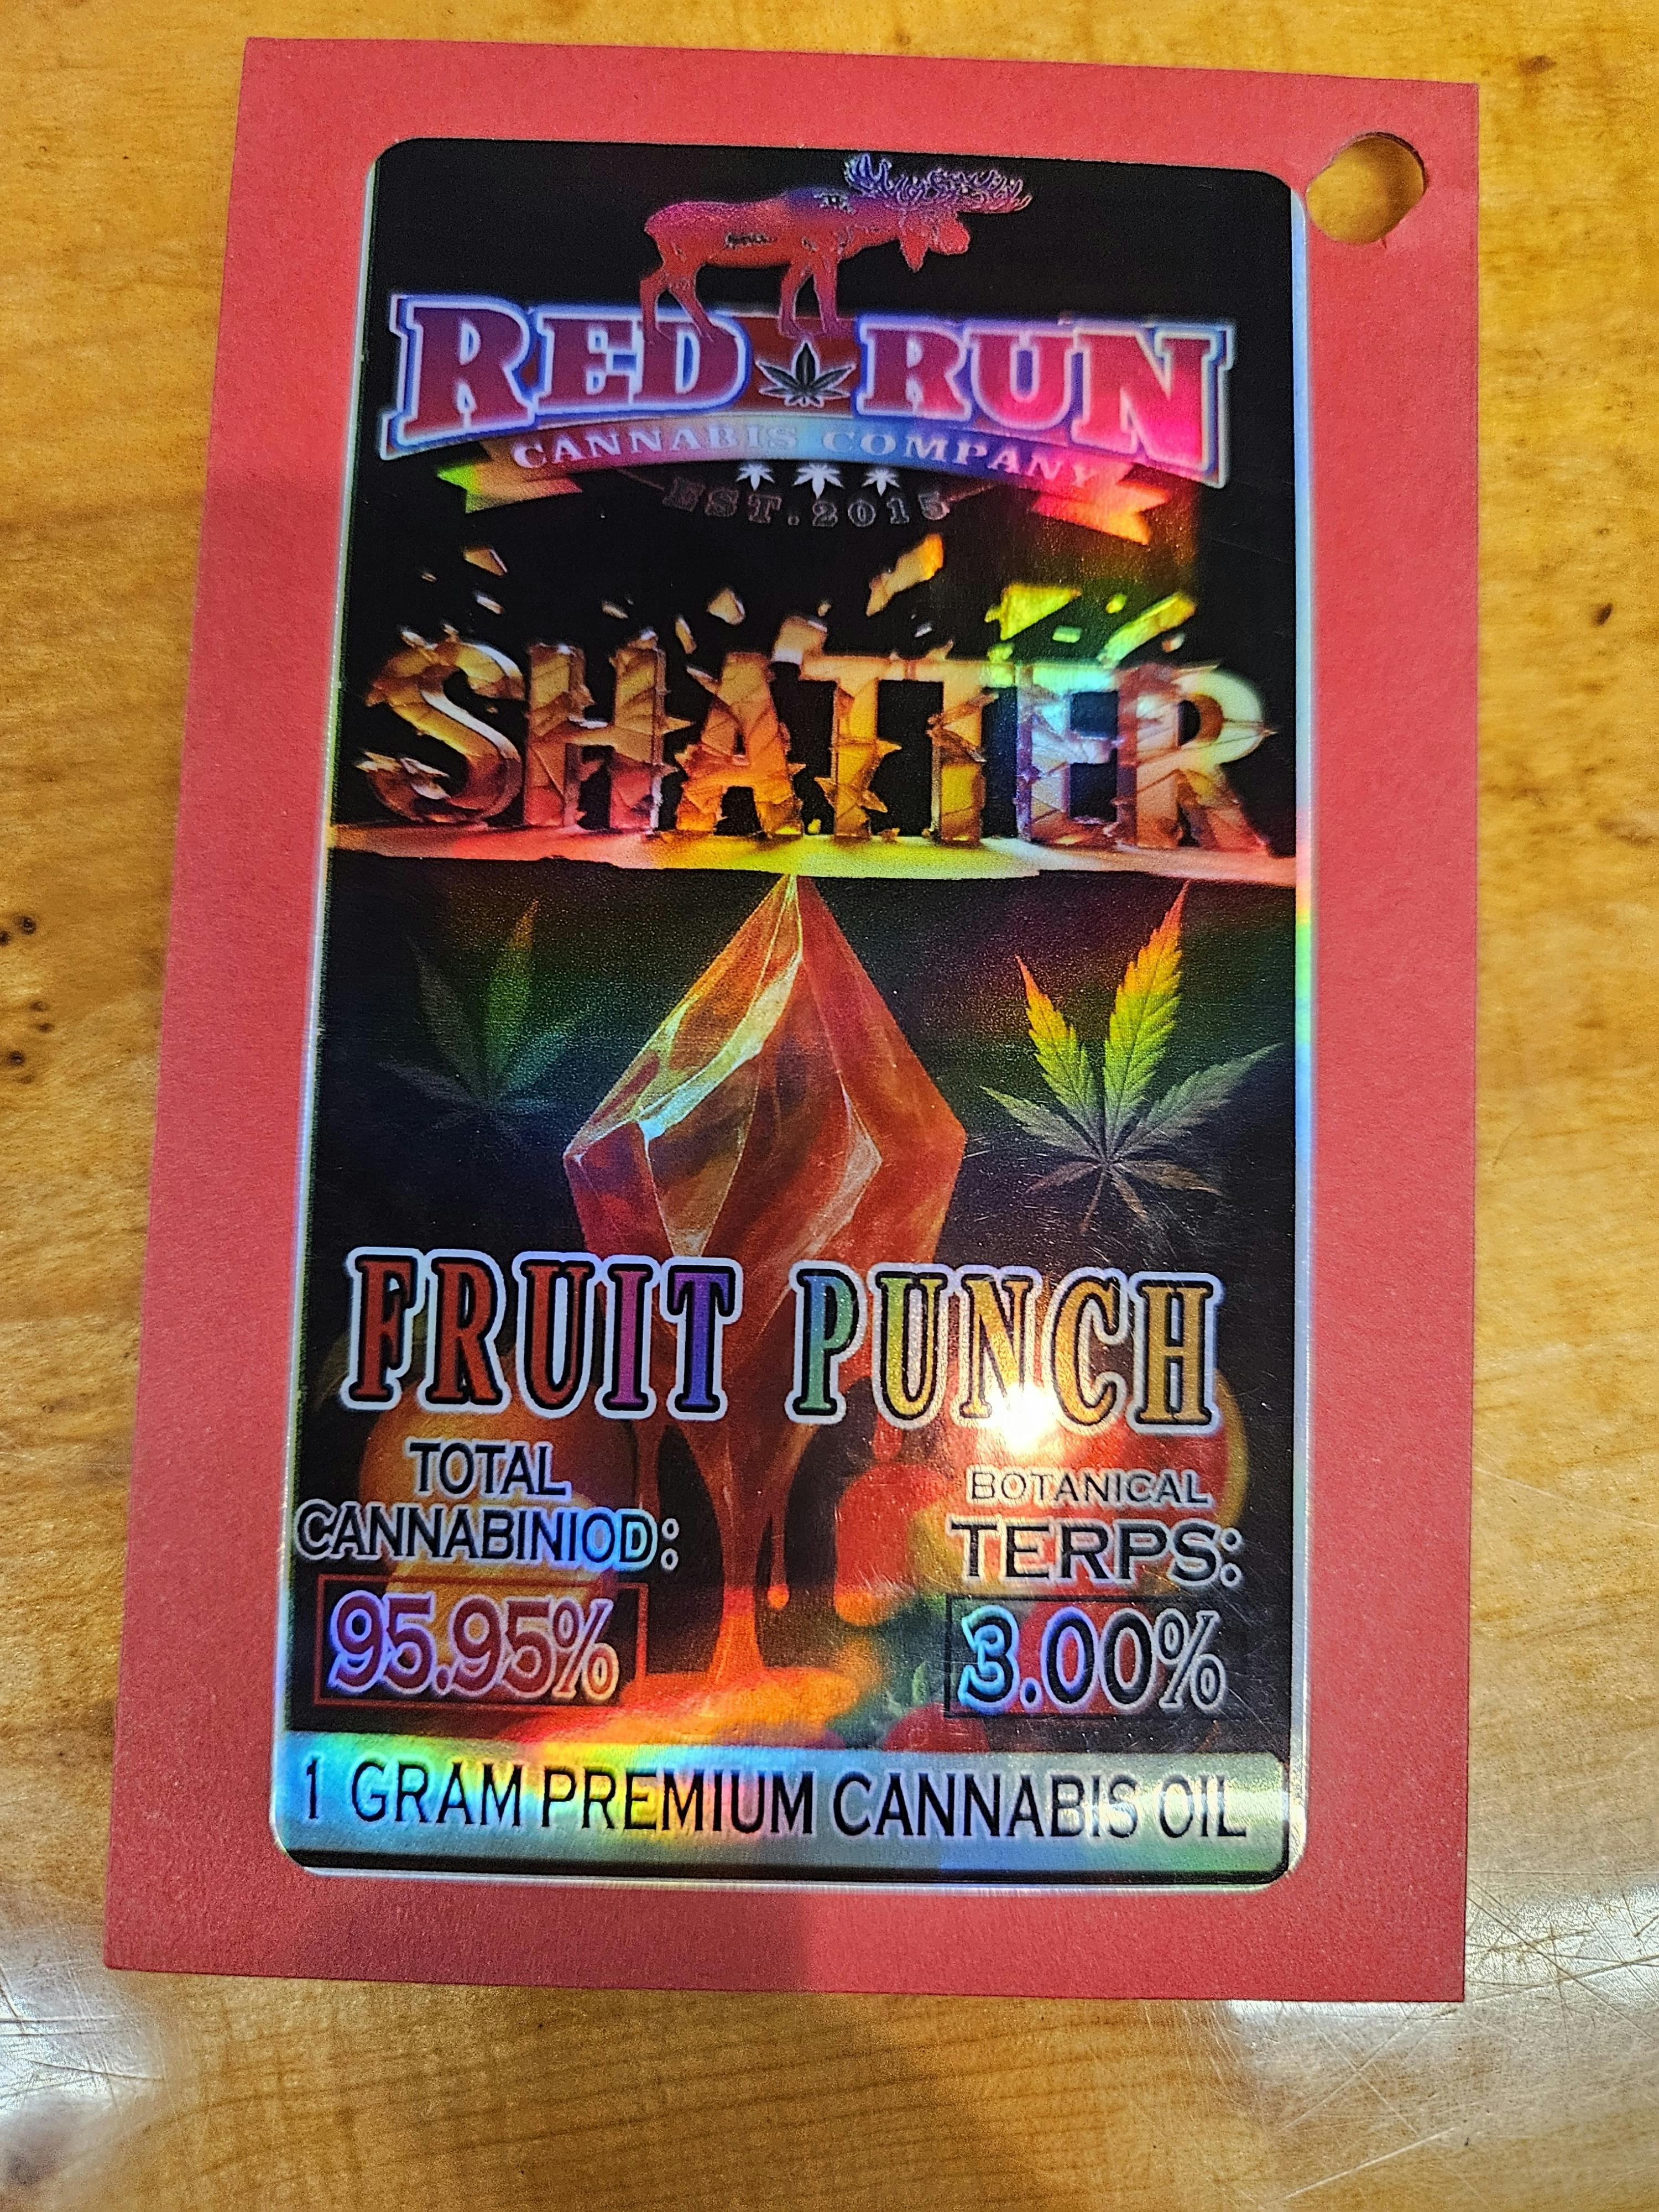 RED RUN
CANNABIS COMPANY
EST. 2015
SHATTER
FRUIT PUNCH
TOTAL
CANNABINIOD:
95.95%
BOTANICAL
TERPS:
3.00%
1 GRAM PREMIUM CANNABIS OIL